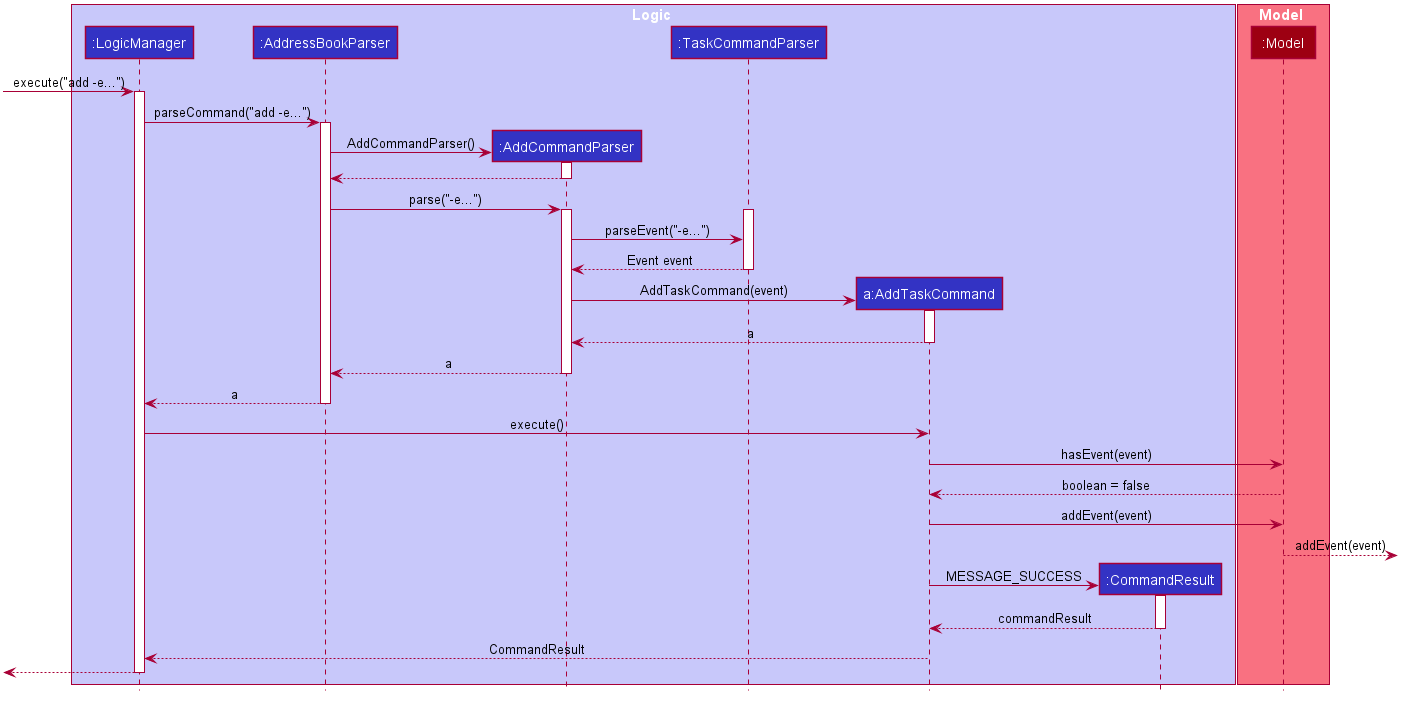 Logic
Model
:LogicManager
:AddressBookParser
:TaskCommandParser
:Model
execute("add -e...")
parseCommand("add -e...")
AddCommandParser()
:AddCommandParser
parse("-e...")
parseEvent("-e...")
Event event
AddTaskCommand(event)
a:AddTaskCommand
a
a
a
execute()
hasEvent(event)
boolean = false
addEvent(event)
addEvent(event)
MESSAGE_SUCCESS
:CommandResult
commandResult
CommandResult